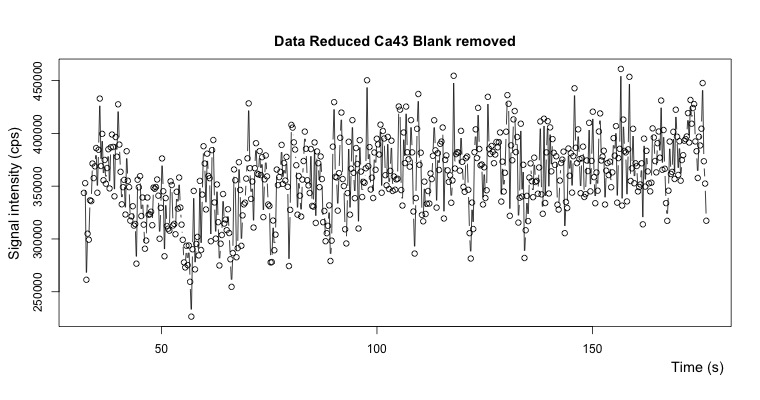 Data Reduced Ca43 Blank removed
Signal intensity (cps)
450000
400000
350000
300000
250000
50
100
150
Time (s)